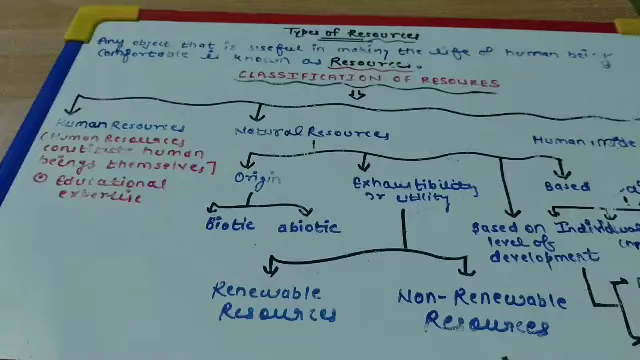 Types of Resources
Any object that is useful in making the life of human being
comfortable is known as Resources.
CLASSIFICATION OF RESOURES
Human Resources
(Human Resources
constitute human
beings themselves)
Educational
expertise
Natural Resources
Human made
Origin
Exhaustibility
or utility
Based
Biotic
abiotic
Based on
level of
development
Individual
Renewable
Resources
Non-Renewable
Resources